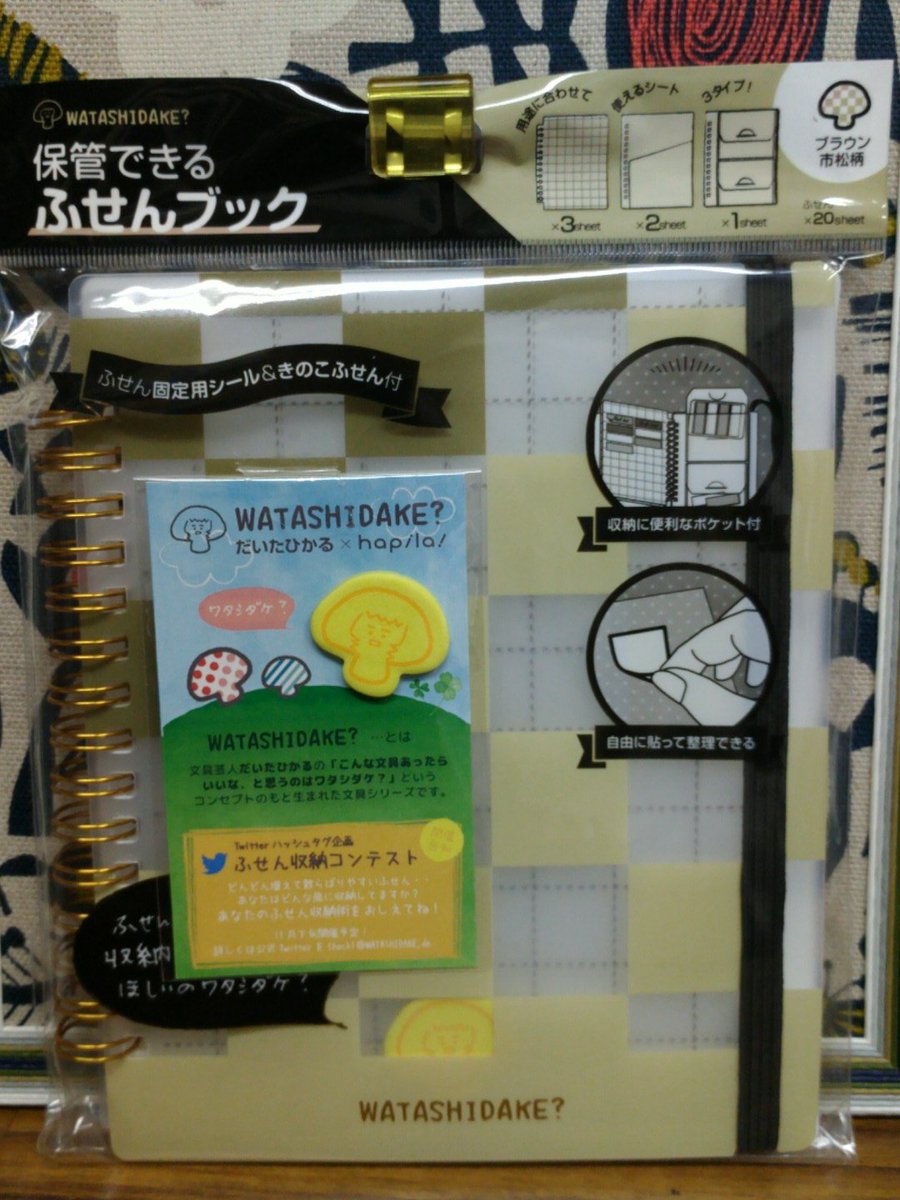 WATASHIDAKE?
保管できる
ふせんブック
用途に合わせて
使えるシート
3タイプ!
×3sheet
×2sheet
×1sheet
ふせん
×20sheet
ブラウン
市松柄
ふせん固定用シール&きのこふせん付
収納に便利なポケット付
自由に貼って整理できる
WATASHIDAKE?
だいたひかる × hapila!
ワタシダケ?
WATASHIDAKE? …とは
文具芸人だいたひかるの「こんな文具あったら
いいな、と思うのはワタシダケ?」という
コンセプトのもと生まれた文具シリーズです。
Twitter ハッシュタグ企画
ふせん収納コンテスト
どんどん増えて散らばりやすいふせん・・
あなたはどんな風に収納してますか?
あなたのふせん収納術をおしえてね!
11月下旬開催予定!
詳しくは公式Twitter を Check!@WATASHIDAKE_
ふせん
収納
ほしいのワタシダケ?
WATASHIDAKE?